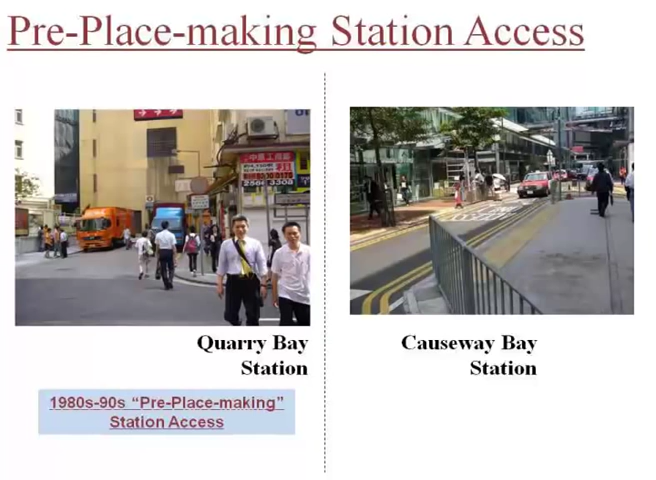 Pre-Place-making Station Access
Quarry Bay
Station
Causeway Bay
Station
1980s-90s “Pre-Place-making”
Station Access